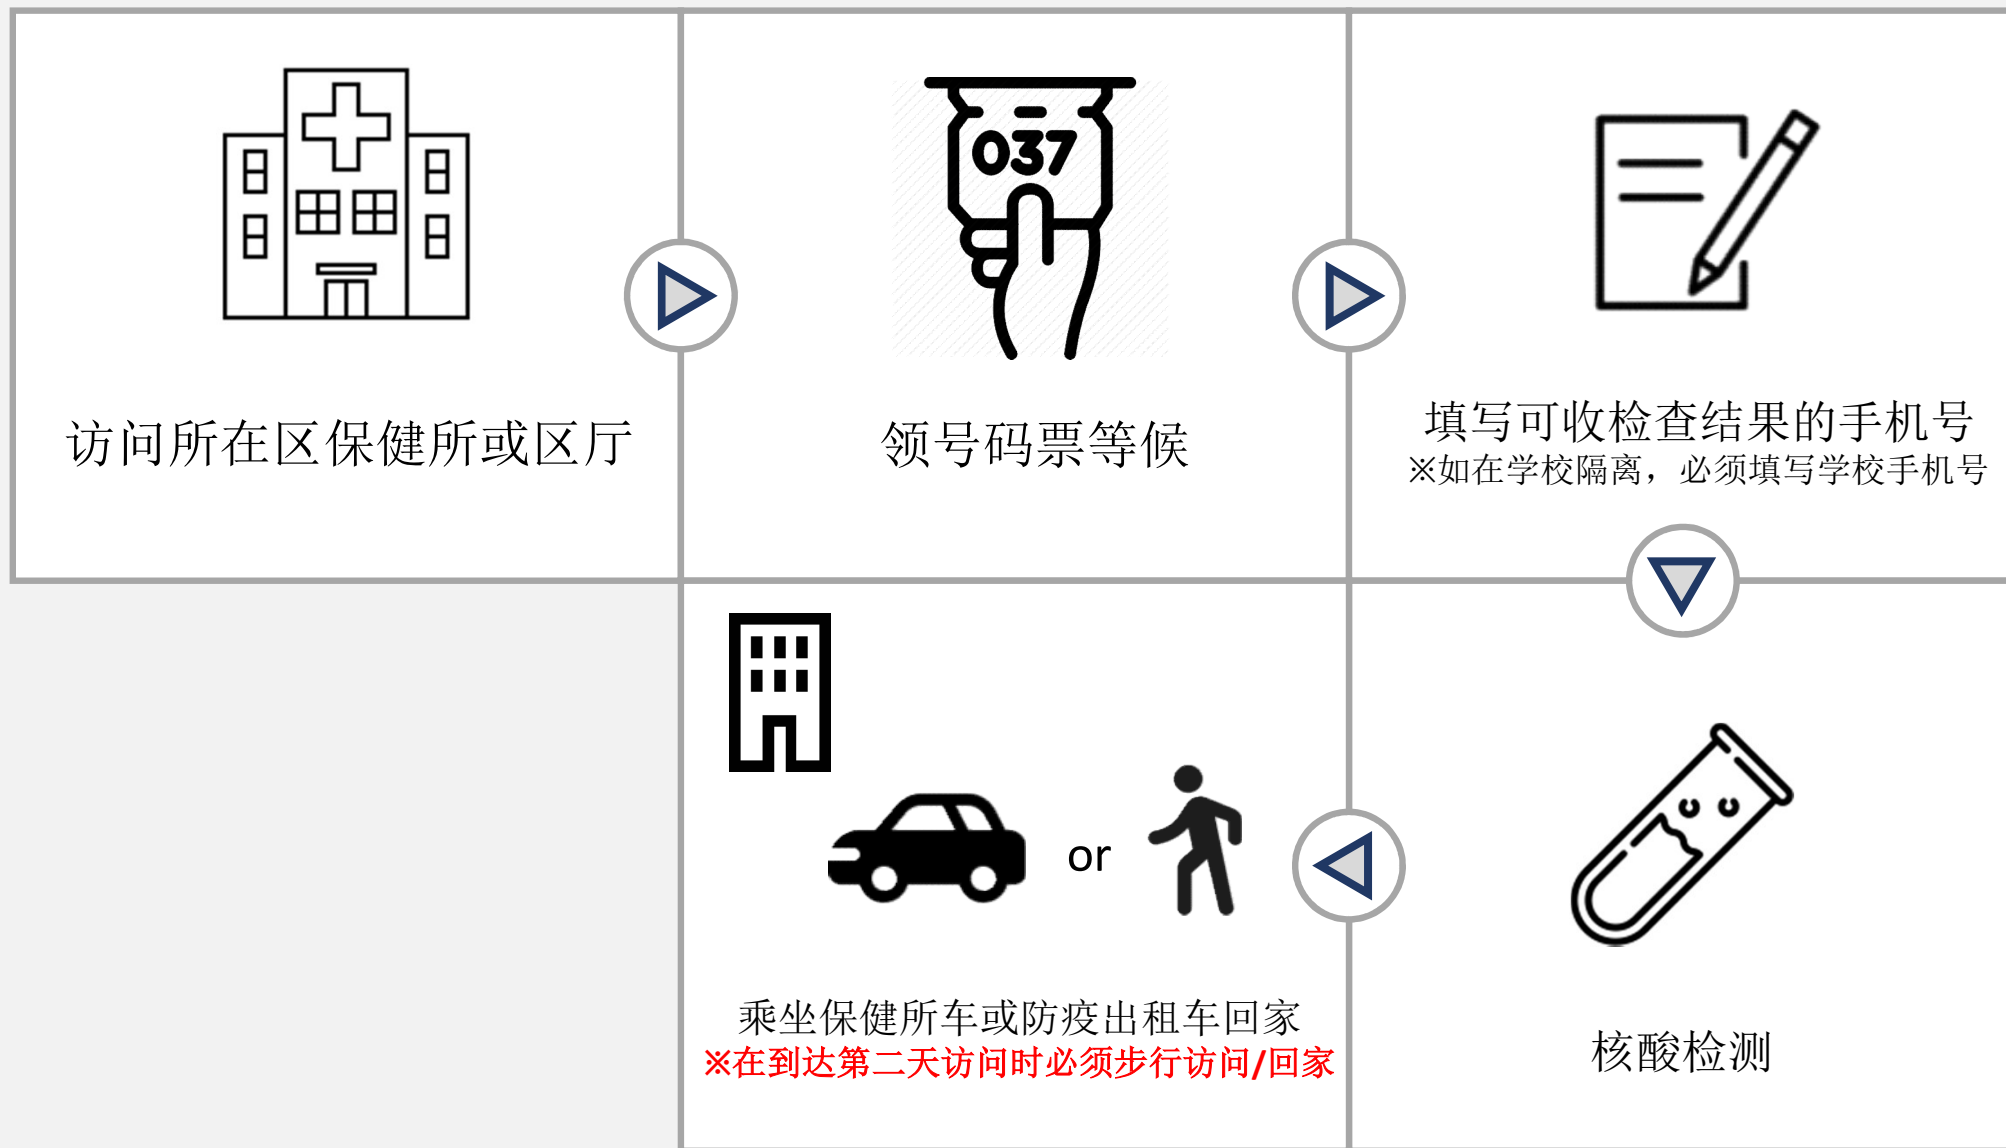 037
访问所在区保健所或区厅
领号码票等候
填写可收检查结果的手机号
※如在学校隔离，必须填写学校手机号
核酸检测
or
乘坐保健所车或防疫出租车回家
※在到达第二天访问时必须步行访问/回家